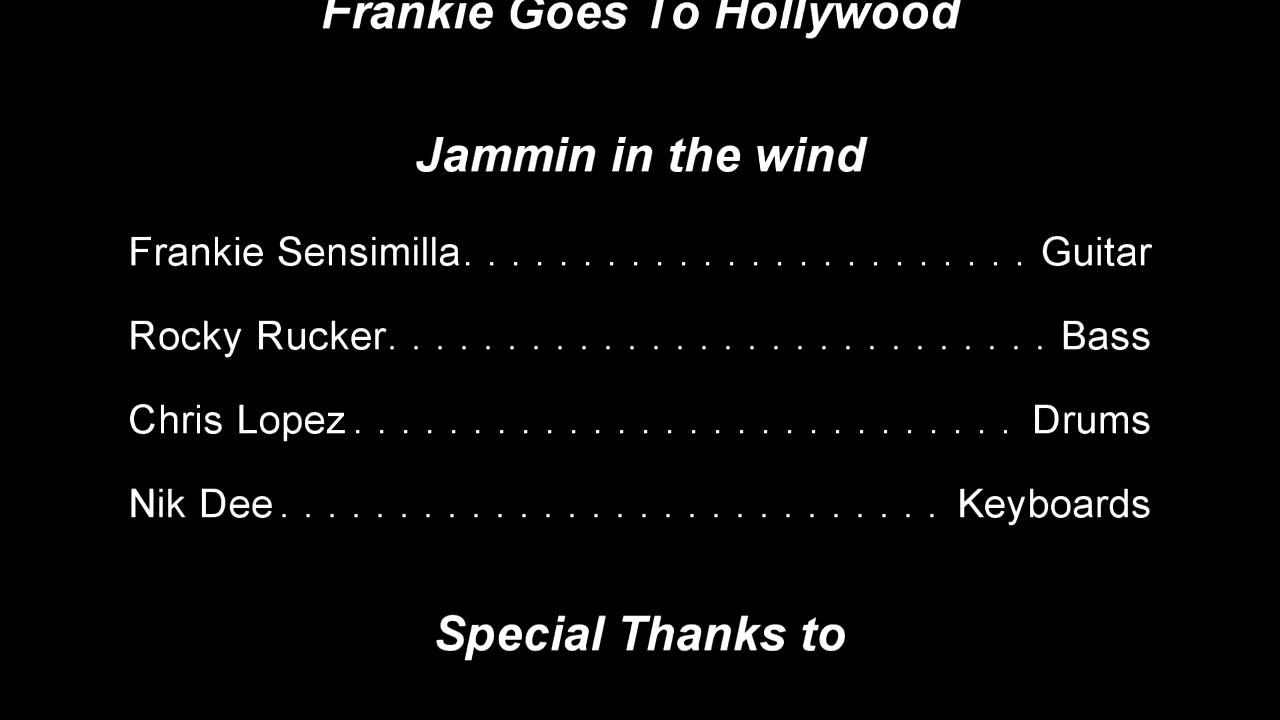 Frankie Goes To Hollywood
Jammin in the wind
Frankie Sensimilla. . . . . . . . . . . . . . . . . . . . . . . . Guitar
Rocky Rucker. . . . . . . . . . . . . . . . . . . . . . . . . . . . Bass
Chris Lopez. . . . . . . . . . . . . . . . . . . . . . . . . . . . Drums
Nik Dee. . . . . . . . . . . . . . . . . . . . . . . . . . . . Keyboards
Special Thanks to